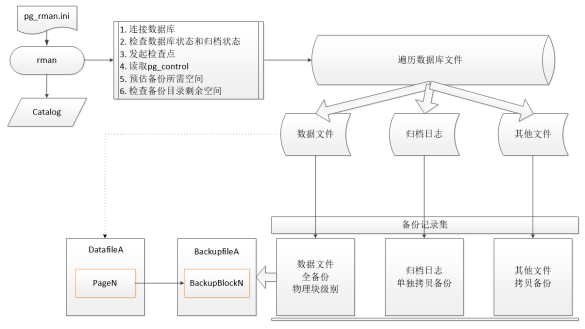 pg_rman.ini
rman
Catalog
1. 连接数据库
2. 检查数据库状态和归档状态
3. 发起检查点
4. 读取pg_control
5. 预估备份所需空间
6. 检查备份目录剩余空间
遍历数据库文件
数据文件
归档日志
其他文件
备份记录集
DatafileA
PageN
BackupfileA
BackupBlockN
数据文件
全备份
物理块级别
归档日志
单独拷贝备份
其他文件
拷贝备份